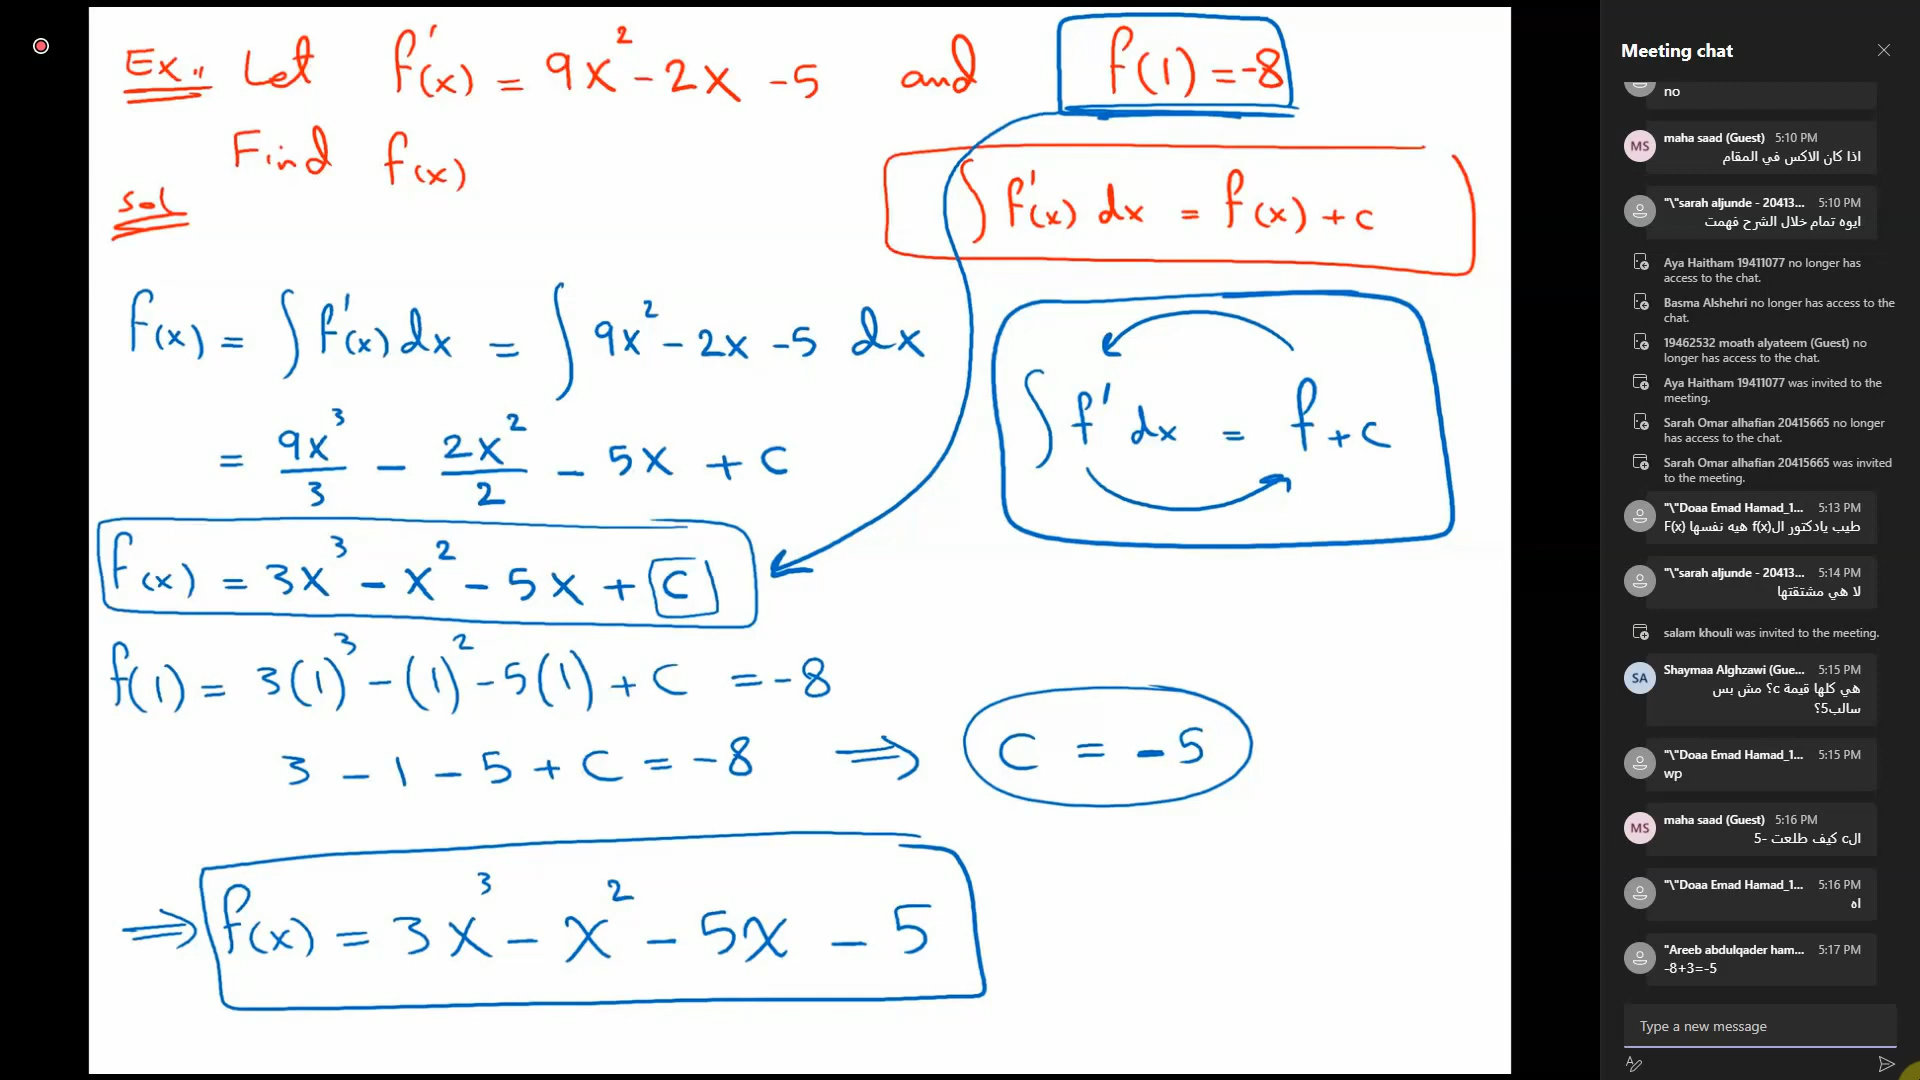 Ex.. Let f'(x) = 9x² - 2x - 5 and f(1) = -8
Find f(x)
sol
∫ f'(x) dx = f(x) + c
f(x) = ∫ f'(x) dx = ∫ 9x² - 2x - 5 dx
= 9x³/3 - 2x²/2 - 5x + c
∫ f' dx = f + c
f(x) = 3x³ - x² - 5x + c
f(1) = 3(1)³ - (1)² - 5(1) + c = -8
3 - 1 - 5 + c = -8 ⟹ c = -5
⟹ f(x) = 3x³ - x² - 5x - 5
Meeting chat
no
MS
maha saad (Guest) 5:10 PM
اذا كان الاكس في المقام
"\"sarah aljunde - 20413... 5:10 PM
ايوه تمام خلال الشرح فهمت
Aya Haitham 19411077 no longer has
access to the chat.
Basma Alshehri no longer has access to the
chat.
19462532 moath alyateem (Guest) no
longer has access to the chat.
Aya Haitham 19411077 was invited to the
meeting.
Sarah Omar alhafian 20415665 no longer
has access to the chat.
Sarah Omar alhafian 20415665 was invited
to the meeting.
"\"Doaa Emad Hamad_1... 5:13 PM
طيب يادكتور ال(f(x هيه نفسها F(x)
"\"sarah aljunde - 20413... 5:14 PM
لا هي مشتقتها
salam khouli was invited to the meeting.
SA
Shaymaa Alghzawi (Gue... 5:15 PM
هي كلها قيمة c؟ مش بس
سالب5؟
"\"Doaa Emad Hamad_1... 5:15 PM
wp
MS
maha saad (Guest) 5:16 PM
الc كيف طلعت -5
"\"Doaa Emad Hamad_1... 5:16 PM
اه
"Areeb abdulqader ham... 5:17 PM
-8+3=-5
Type a new message